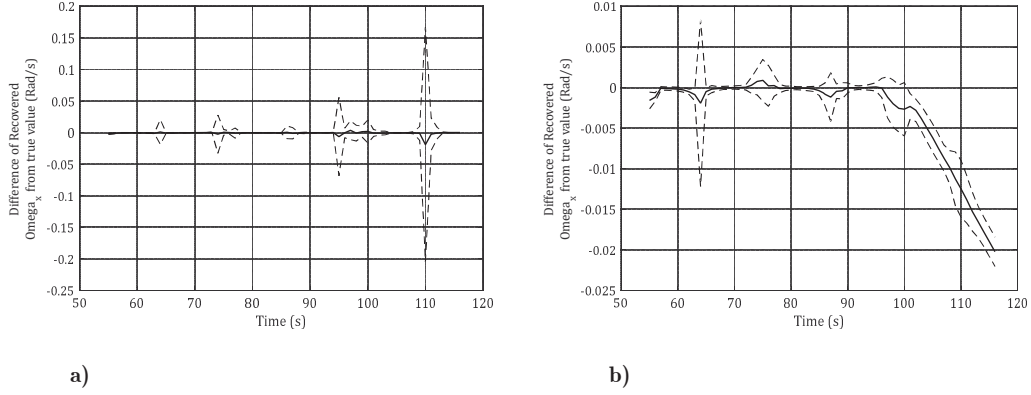 0.2
0.15
0.1
0.05
0
-0.05
-0.1
-0.15
-0.2
-0.25
50 60 70 80 90 100 110 120
Time (s)
Difference of Recovered
Omega_x from true value (Rad/s)
a)
0.01
0.005
0
-0.005
-0.01
-0.015
-0.02
-0.025
50 60 70 80 90 100 110 120
Time (s)
Difference of Recovered
Omega_x from true value (Rad/s)
b)